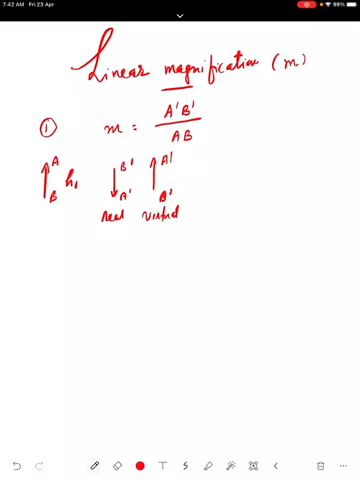 7:42 AM Fri 23 Apr
99%
Linear magnification (m)
① m = A'B' / AB
A B' A'
h₁
B A' B'
real virtual